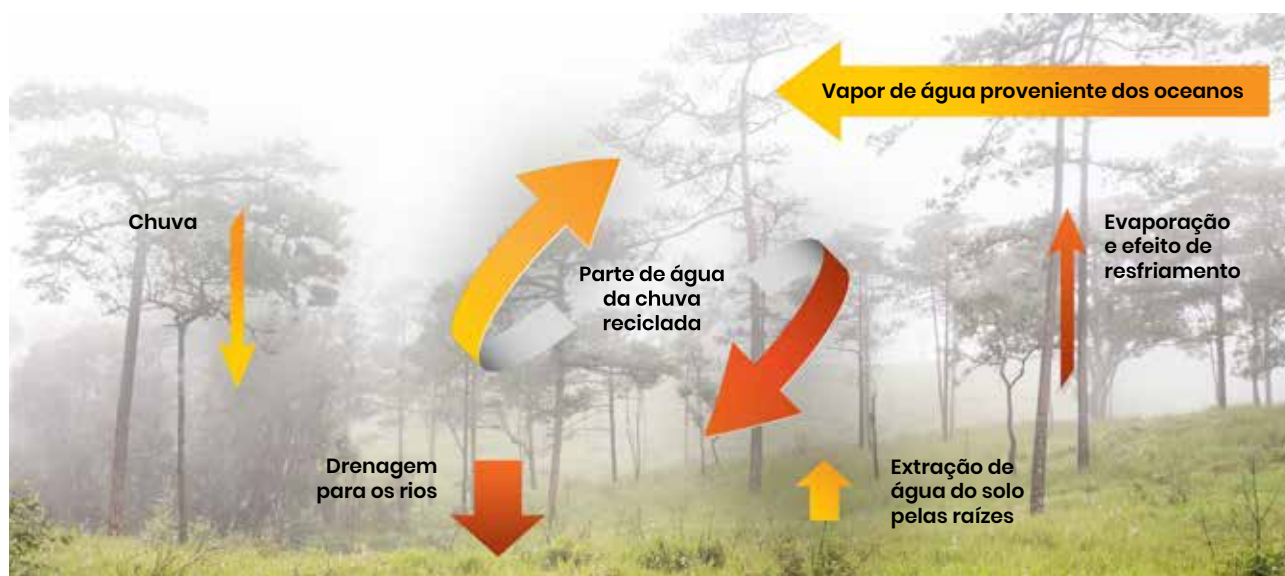 Vapor de água proveniente dos oceanos
Chuva
Parte de água
da chuva
reciclada
Evaporação
e efeito de
resfriamento
Drenagem
para os rios
Extração de
água do solo
pelas raízes